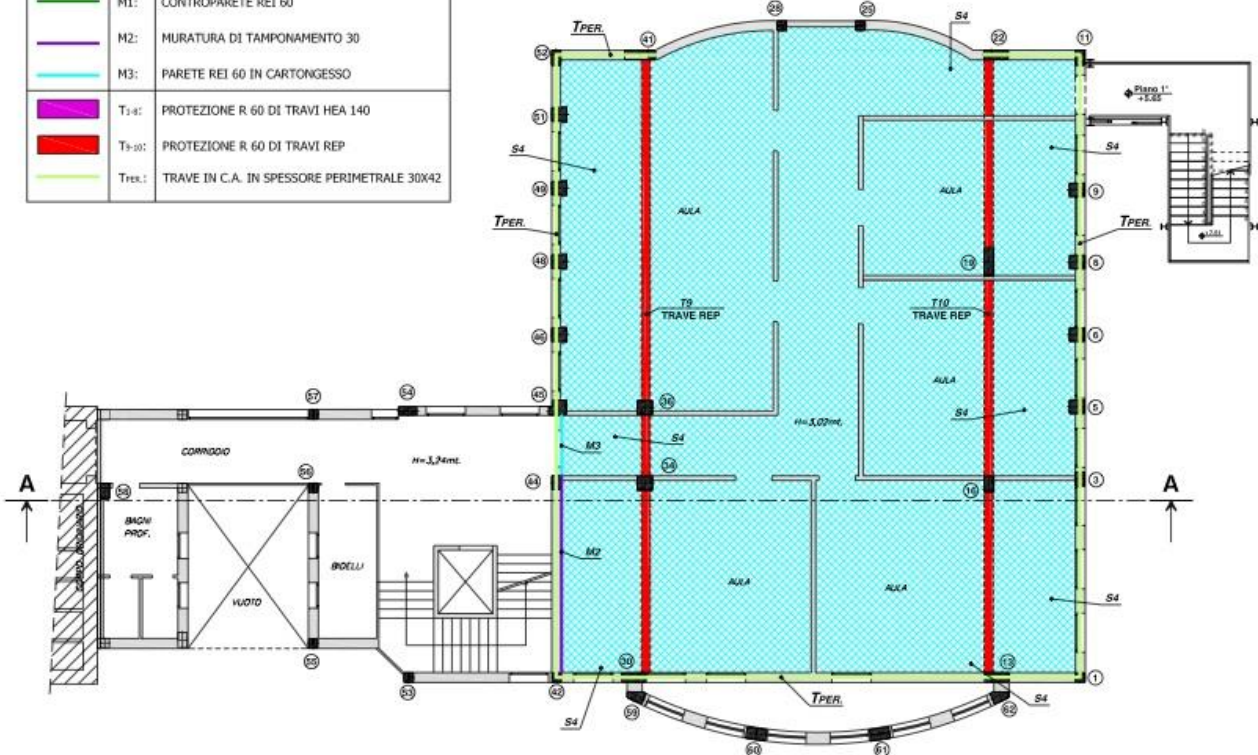 M1: CONTROPARETE REI 60
M2: MURATURA DI TAMPONAMENTO 30
M3: PARETE REI 60 IN CARTONGESSO
T1-8: PROTEZIONE R 60 DI TRAVI HEA 140
T9-10: PROTEZIONE R 60 DI TRAVI REP
TPER.: TRAVE IN C.A. IN SPESSORE PERIMETRALE 30X42
28
25
S4
TPER.
52
41
22
11
Piano 1°
+5.65
51
S4
S4
49
AULA
AULA
9
TPER.
TPER.
48
19
6
T9
TRAVE REP
T10
TRAVE REP
46
6
AULA
57
54
45
36
5
S4
H=3,02mt.
S4
CORRIDOIO
H=3,24mt.
M3
34
A
58
56
44
16
3
A
BAGNI
PROF.
M2
BIDELLI
AULA
AULA
VUOTO
S4
55
30
13
53
42
1
S4
59
TPER.
62
S4
60
61